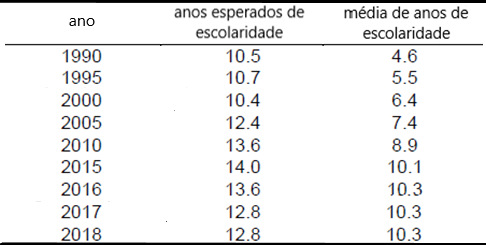 ano anos esperados de escolaridade média de anos de escolaridade
1990 10.5 4.6
1995 10.7 5.5
2000 10.4 6.4
2005 12.4 7.4
2010 13.6 8.9
2015 14.0 10.1
2016 13.6 10.3
2017 12.8 10.3
2018 12.8 10.3